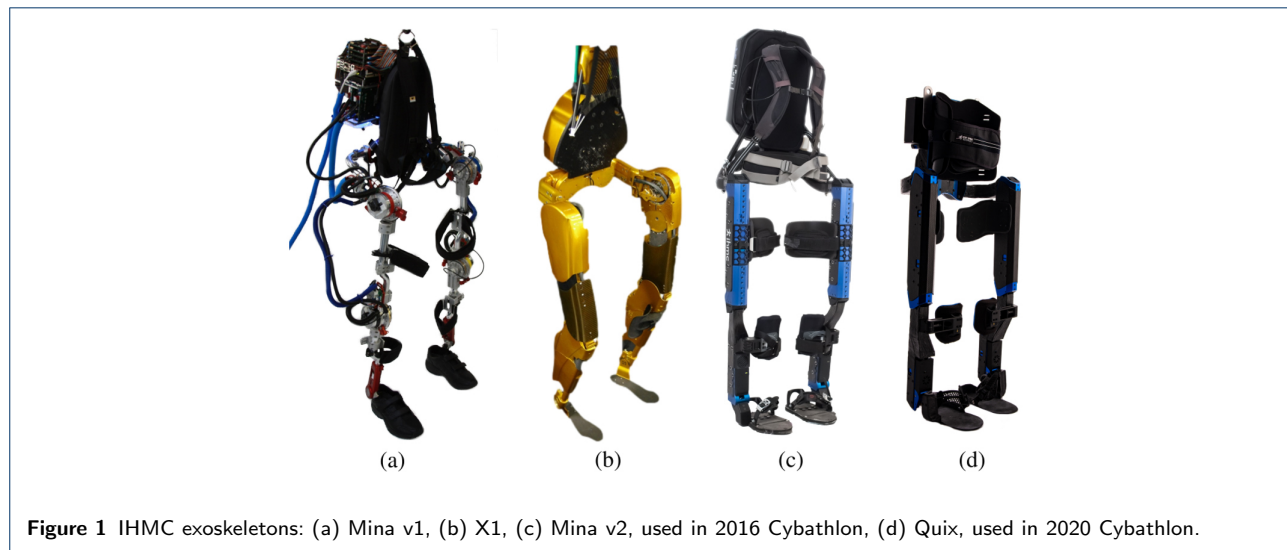 (a)
(b)
(c)
(d)
Figure 1 IHMC exoskeletons: (a) Mina v1, (b) X1, (c) Mina v2, used in 2016 Cybathlon, (d) Quix, used in 2020 Cybathlon.